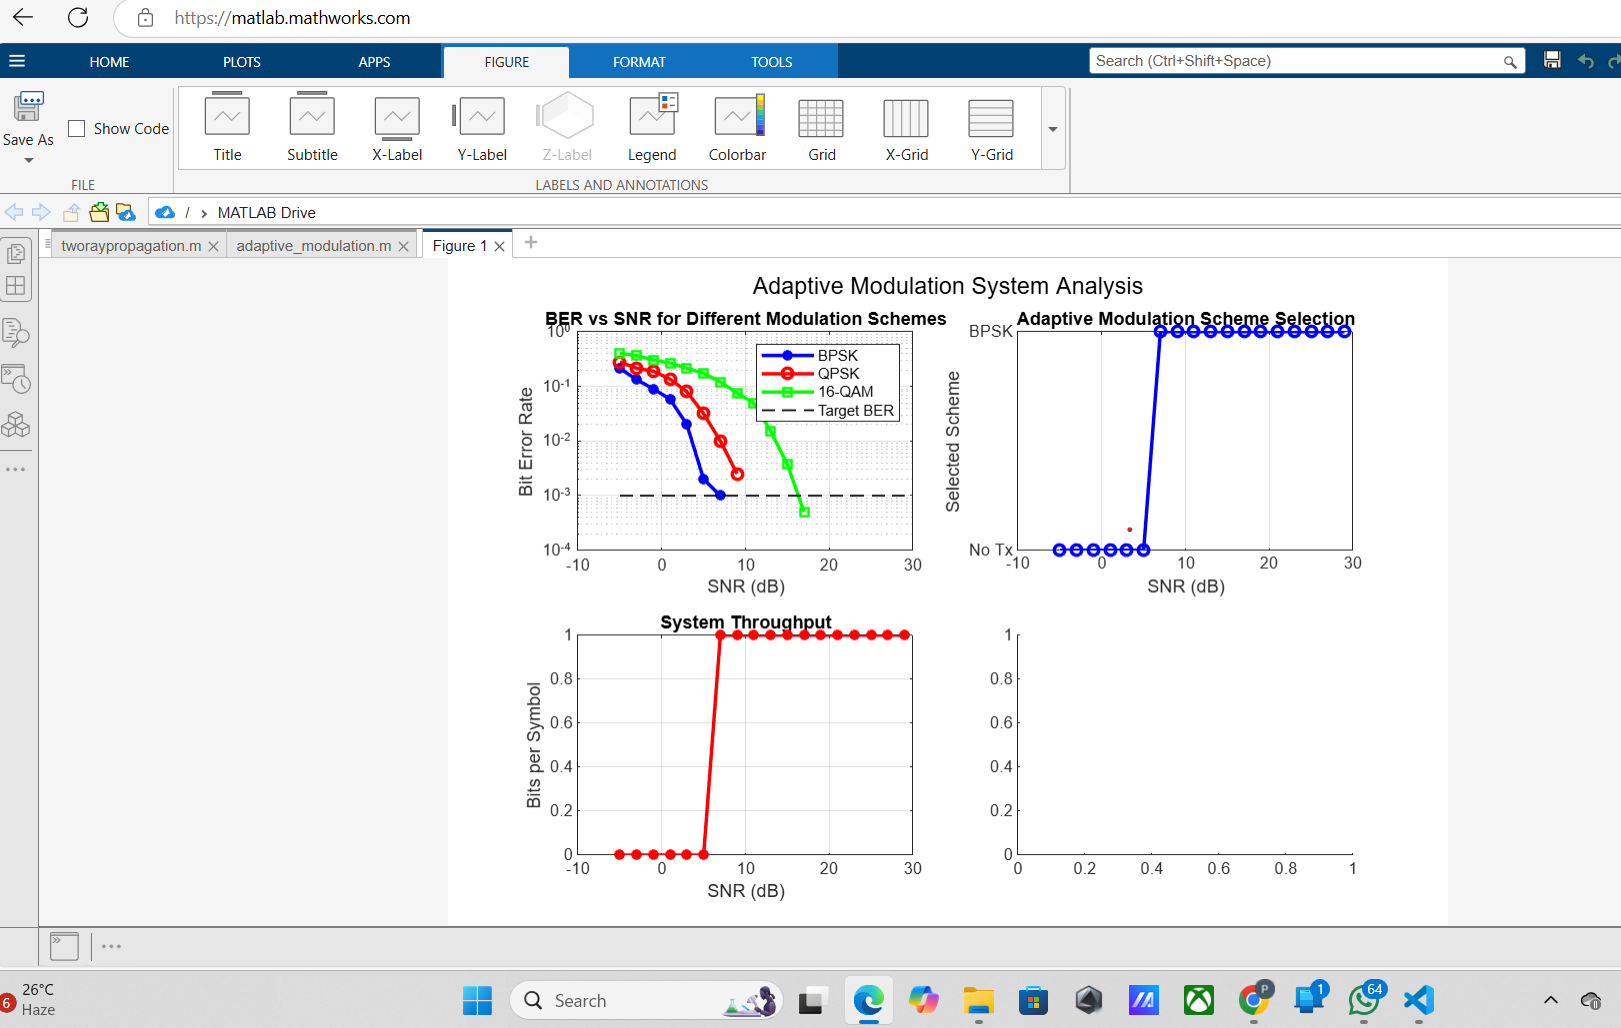 https://matlab.mathworks.com
HOME
PLOTS
APPS
FIGURE
FORMAT
TOOLS
Search (Ctrl+Shift+Space)
Save As
Show Code
Title
Subtitle
X-Label
Y-Label
Z-Label
Legend
Colorbar
Grid
X-Grid
Y-Grid
FILE
LABELS AND ANNOTATIONS
/ › MATLAB Drive
tworaypropagation.m
adaptive_modulation.m
Figure 1
Adaptive Modulation System Analysis
BER vs SNR for Different Modulation Schemes
10⁰
10⁻¹
10⁻²
10⁻³
10⁻⁴
Bit Error Rate
BPSK
QPSK
16-QAM
Target BER
-10 0 10 20 30
SNR (dB)
Adaptive Modulation Scheme Selection
BPSK
No Tx
Selected Scheme
-10 0 10 20 30
SNR (dB)
System Throughput
1
0.8
0.6
0.4
0.2
0
Bits per Symbol
-10 0 10 20 30
SNR (dB)
1
0.8
0.6
0.4
0.2
0
0 0.2 0.4 0.6 0.8 1
6
26°C
Haze
Search
P
1
64